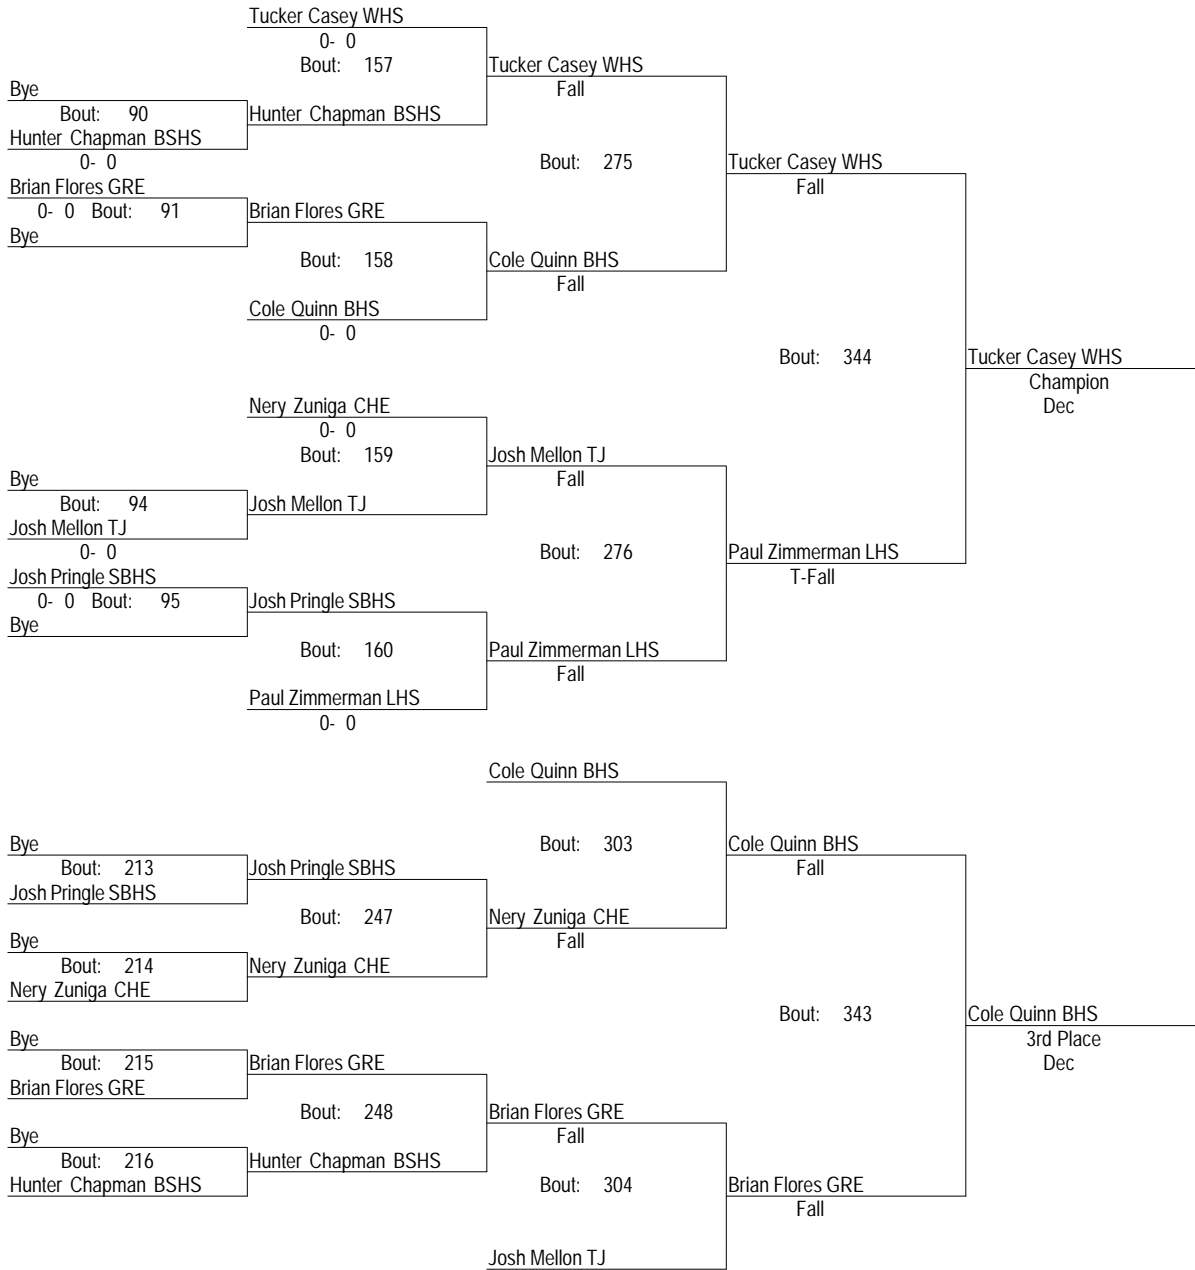 Tucker Casey WHS
0- 0
Bout: 157
Tucker Casey WHS
Fall
Bye
Bout: 90
Hunter Chapman BSHS
Hunter Chapman BSHS
0- 0
Bout: 275
Tucker Casey WHS
Fall
Brian Flores GRE
0- 0 Bout: 91
Brian Flores GRE
Bye
Bout: 158
Cole Quinn BHS
Fall
Cole Quinn BHS
0- 0
Bout: 344
Tucker Casey WHS
Champion
Dec
Nery Zuniga CHE
0- 0
Bout: 159
Josh Mellon TJ
Fall
Bye
Bout: 94
Josh Mellon TJ
Josh Mellon TJ
0- 0
Bout: 276
Paul Zimmerman LHS
T-Fall
Josh Pringle SBHS
0- 0 Bout: 95
Josh Pringle SBHS
Bye
Bout: 160
Paul Zimmerman LHS
Fall
Paul Zimmerman LHS
0- 0
Cole Quinn BHS
Bout: 303
Cole Quinn BHS
Fall
Bye
Bout: 213
Josh Pringle SBHS
Josh Pringle SBHS
Bout: 247
Nery Zuniga CHE
Fall
Bye
Bout: 214
Nery Zuniga CHE
Nery Zuniga CHE
Bout: 343
Cole Quinn BHS
3rd Place
Dec
Bye
Bout: 215
Brian Flores GRE
Brian Flores GRE
Bout: 248
Brian Flores GRE
Fall
Bye
Bout: 216
Hunter Chapman BSHS
Hunter Chapman BSHS
Bout: 304
Brian Flores GRE
Fall
Josh Mellon TJ